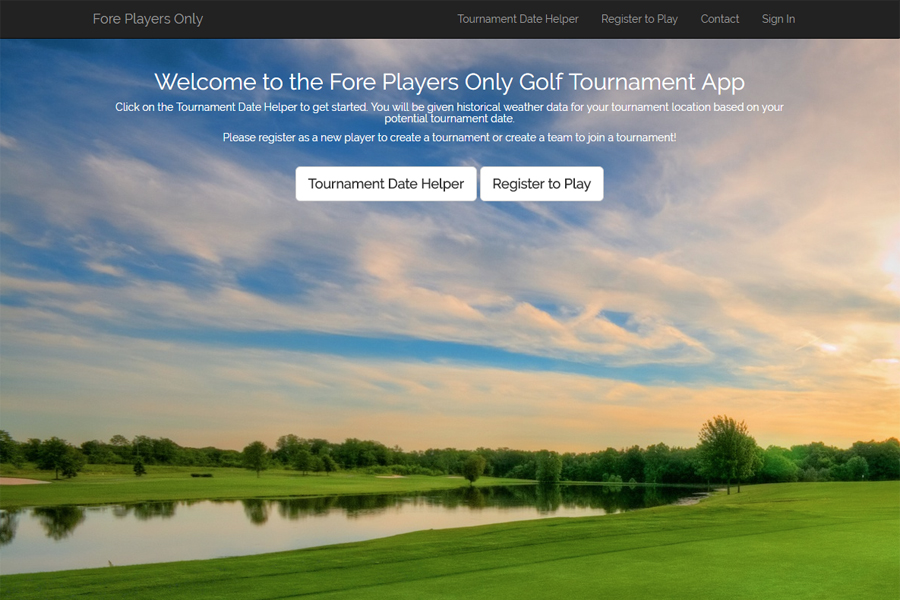 Fore Players Only
Tournament Date Helper
Register to Play
Contact
Sign In
Welcome to the Fore Players Only Golf Tournament App
Click on the Tournament Date Helper to get started. You will be given historical weather data for your tournament location based on your
potential tournament date.
Please register as a new player to create a tournament or create a team to join a tournament!
Tournament Date Helper
Register to Play